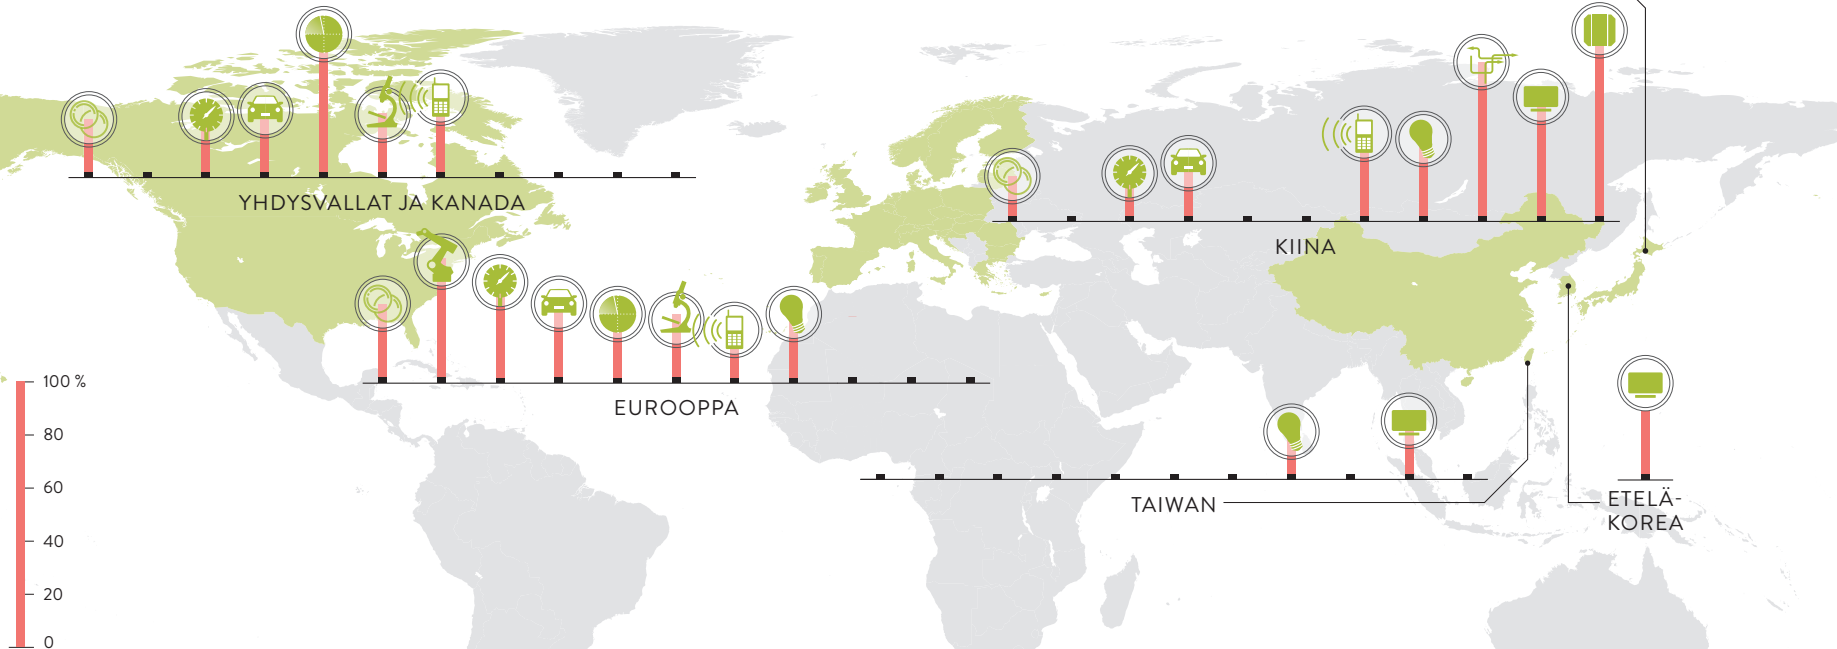 YHDYSVALLAT JA KANADA
KIINA
EUROOPPA
TAIWAN
ETELÄ-
KOREA
100 %
80
60
40
20
0